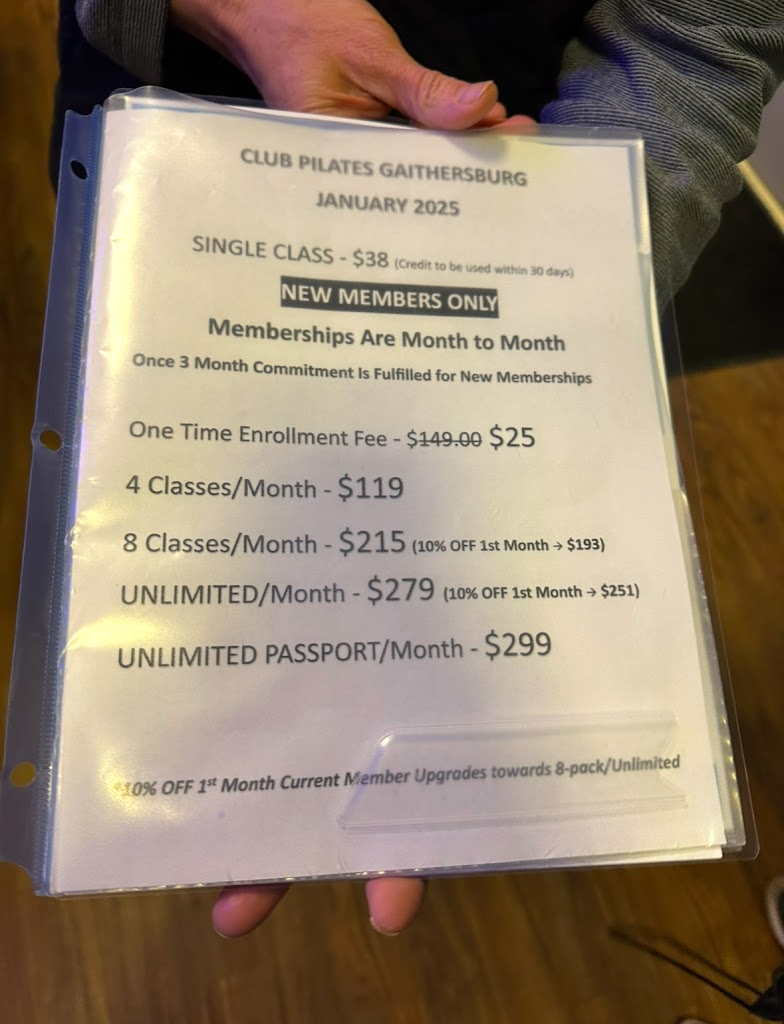 CLUB PILATES GAITHERSBURG
JANUARY 2025
SINGLE CLASS - $38 (Credit to be used within 30 days)
NEW MEMBERS ONLY
Memberships Are Month to Month
Once 3 Month Commitment Is Fulfilled for New Memberships
One Time Enrollment Fee - $149.00 $25
4 Classes/Month - $119
8 Classes/Month - $215 (10% OFF 1st Month → $193)
UNLIMITED/Month - $279 (10% OFF 1st Month → $251)
UNLIMITED PASSPORT/Month - $299
*10% OFF 1st Month Current Member Upgrades towards 8-pack/Unlimited